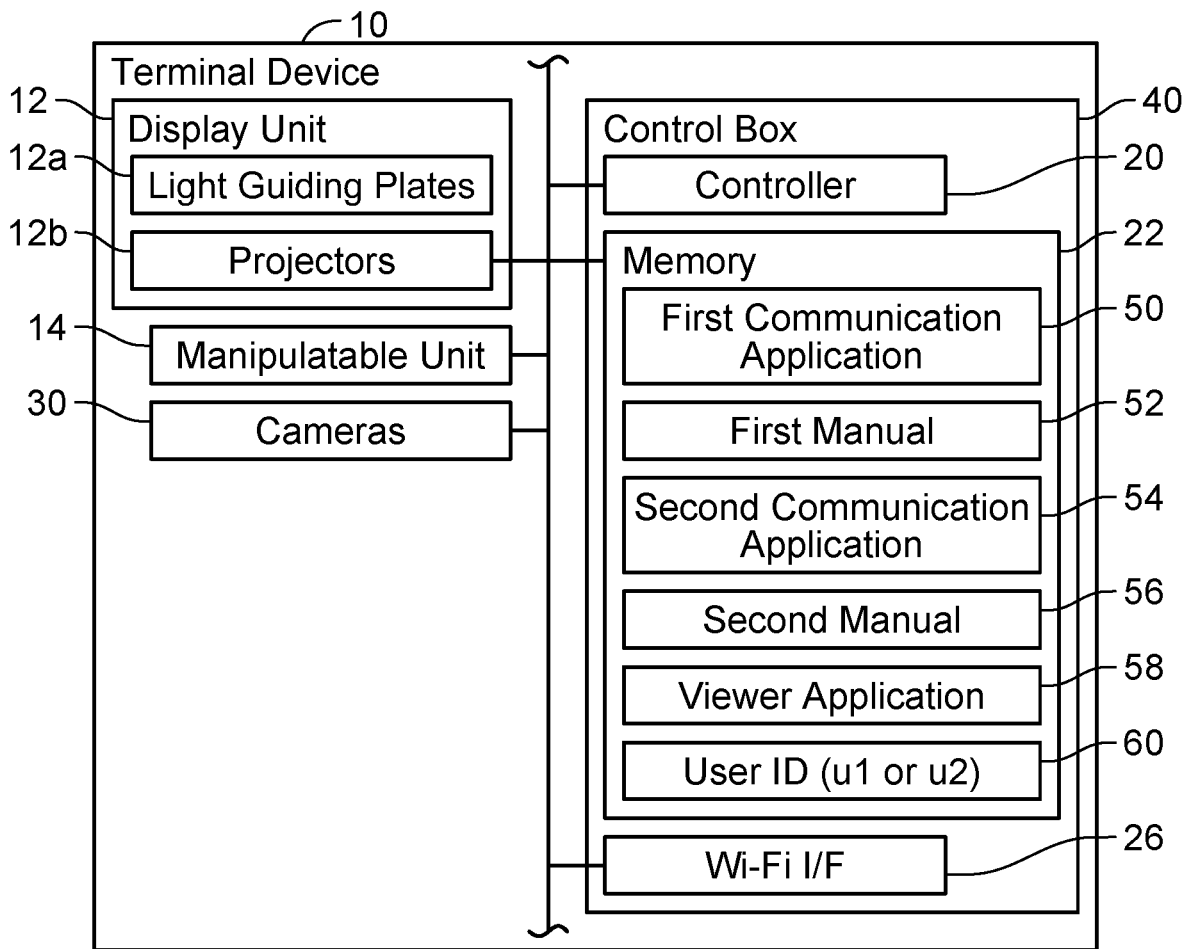 10
Terminal Device
12
Display Unit
12a
Light Guiding Plates
12b
Projectors
14
Manipulatable Unit
30
Cameras
40
Control Box
20
Controller
22
Memory
50
First Communication
Application
52
First Manual
54
Second Communication
Application
56
Second Manual
58
Viewer Application
60
User ID (u1 or u2)
26
Wi-Fi I/F